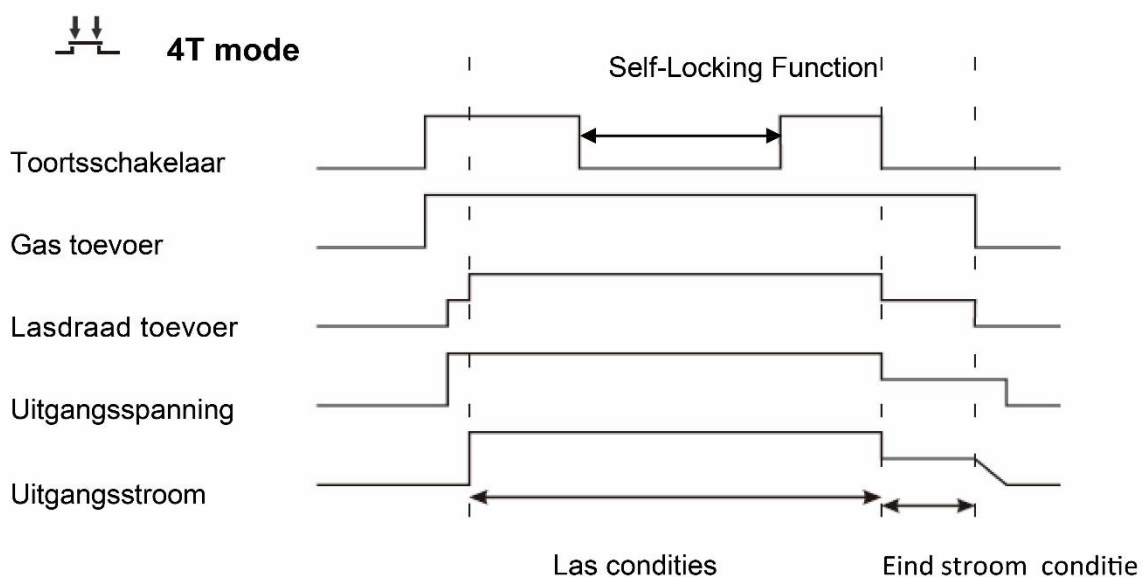 4T mode
Self-Locking Function
Toortsschakelaar
Gas toevoer
Lasdraad toevoer
Uitgangsspanning
Uitgangsstroom
Las condities
Eind stroom conditie